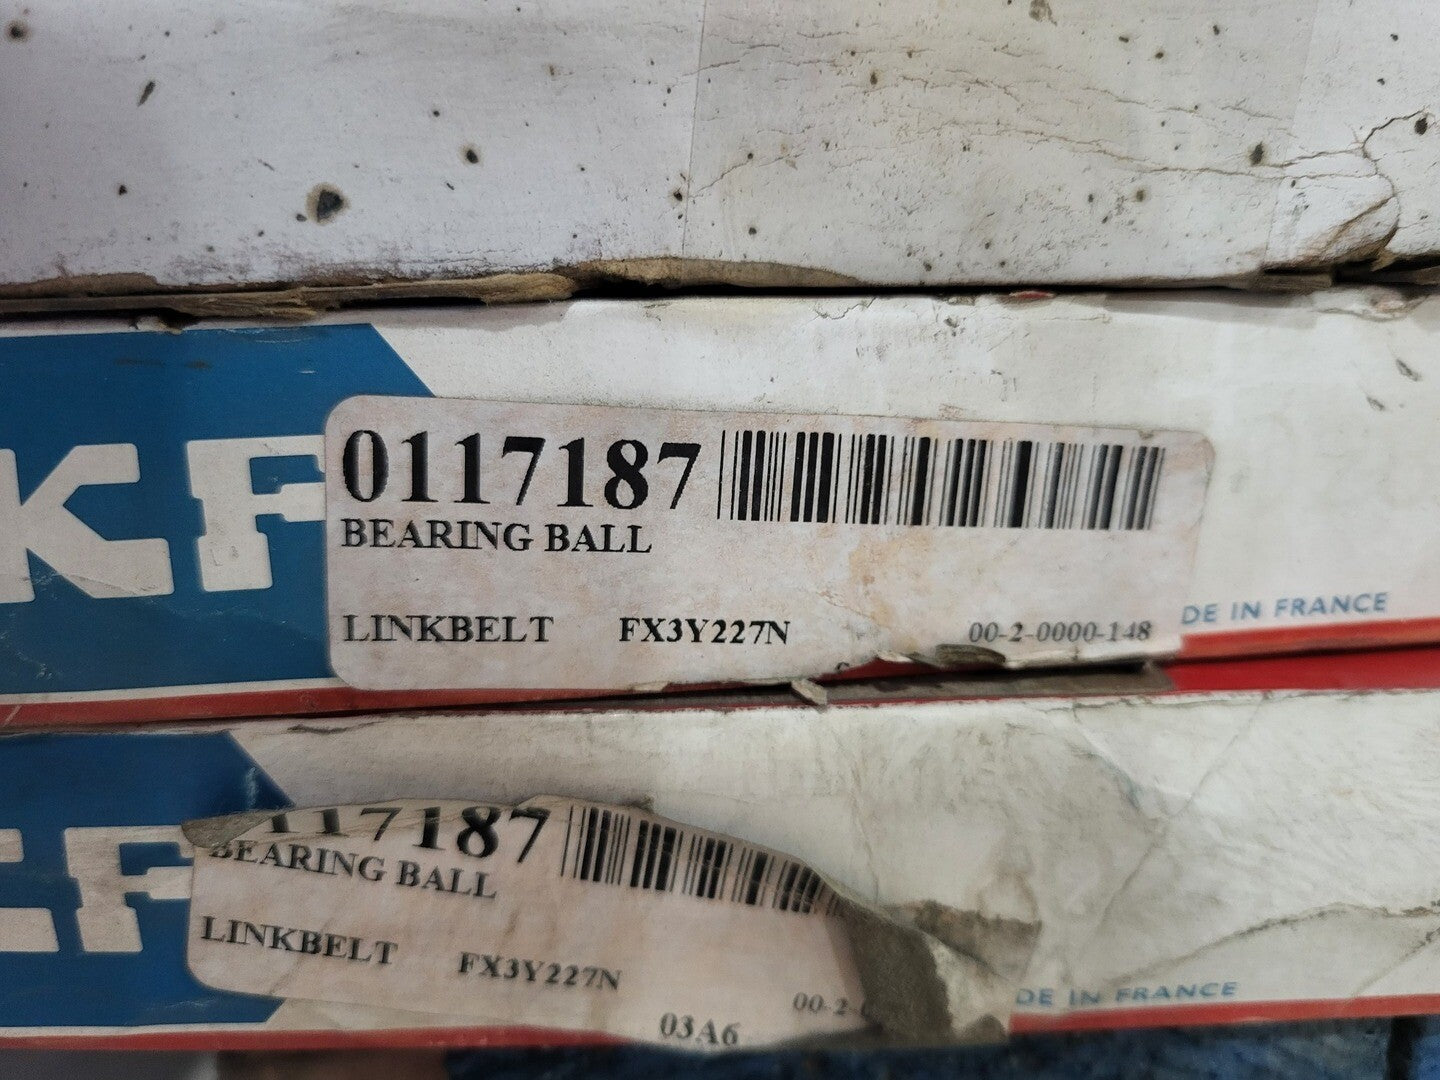 KF
0117187
BEARING BALL
LINKBELT FX3Y227N 00-2-0000-148
DE IN FRANCE
F
117187
BEARING BALL
LINKBELT FX3Y227N 00-2-
03A6
DE IN FRANCE